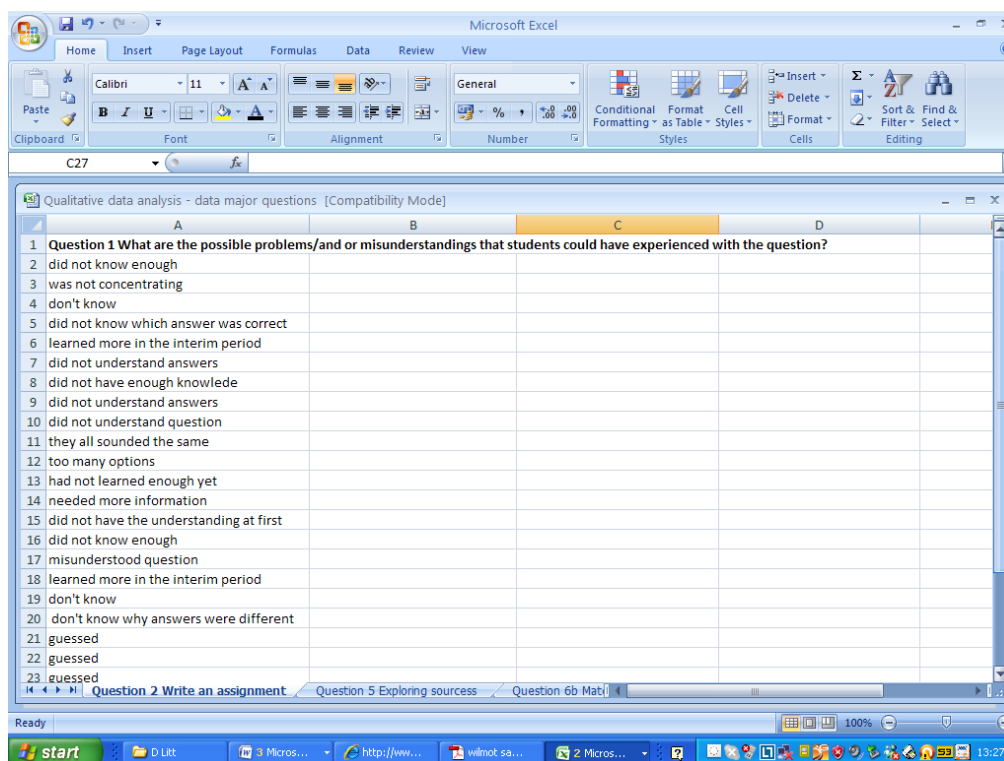 Microsoft Excel
Home Insert Page Layout Formulas Data Review View
Paste
Calibri 11 A A
B I U A
General
% , .0 .00 .00 .0
Conditional Formatting
Format as Table
Cell Styles
Insert
Delete
Format
Σ
Sort & Filter
Find & Select
Clipboard Font Alignment Number Styles Cells Editing
C27 fx
Qualitative data analysis - data major questions [Compatibility Mode]
A B C D
1 Question 1 What are the possible problems/and or misunderstandings that students could have experienced with the question?
2 did not know enough
3 was not concentrating
4 don't know
5 did not know which answer was correct
6 learned more in the interim period
7 did not understand answers
8 did not have enough knowlede
9 did not understand answers
10 did not understand question
11 they all sounded the same
12 too many options
13 had not learned enough yet
14 needed more information
15 did not have the understanding at first
16 did not know enough
17 misunderstood question
18 learned more in the interim period
19 don't know
20 don't know why answers were different
21 guessed
22 guessed
23 guessed
Question 2 Write an assignment Question 5 Exploring sourcess Question 6b Mat
Ready 100%
start D Litt 3 Micros... http://ww... wilmot sa... 2 Micros... 13:27